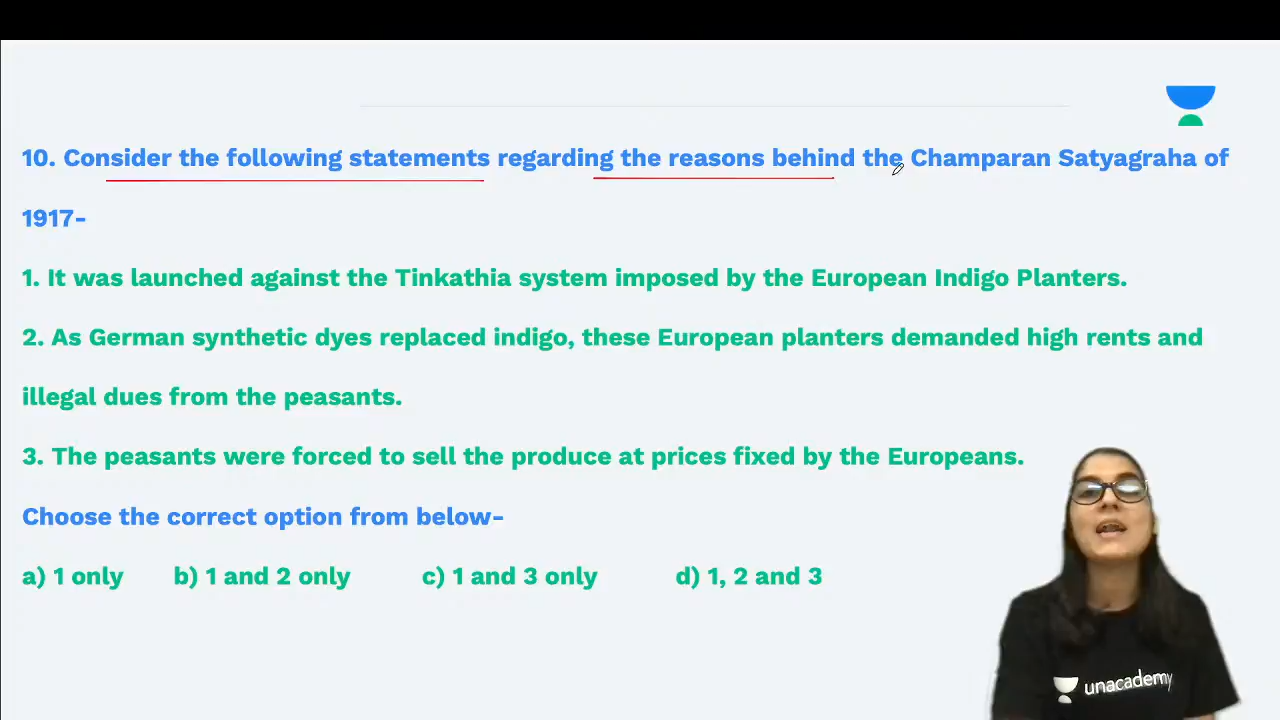 10. Consider the following statements regarding the reasons behind the Champaran Satyagraha of
1917-
1. It was launched against the Tinkathia system imposed by the European Indigo Planters.
2. As German synthetic dyes replaced indigo, these European planters demanded high rents and
illegal dues from the peasants.
3. The peasants were forced to sell the produce at prices fixed by the Europeans.
Choose the correct option from below-
a) 1 only b) 1 and 2 only c) 1 and 3 only d) 1, 2 and 3
unacademy